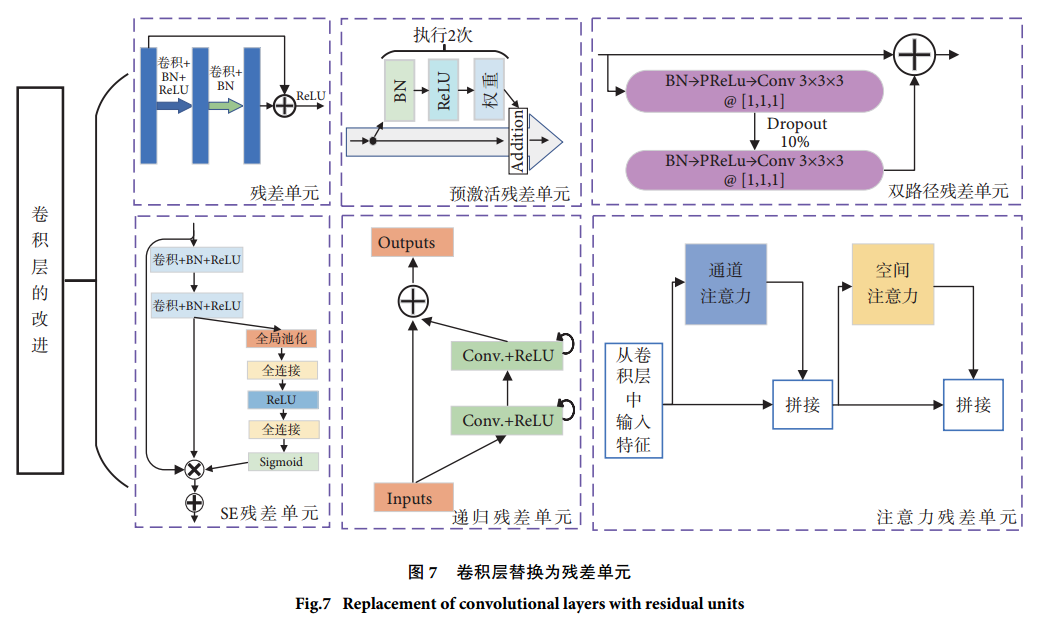 卷积层的改进
卷积+
BN+
ReLU
卷积+
BN
ReLU
残差单元
执行2次
BN
ReLU
权重
Addition
预激活残差单元
BN→PReLu→Conv 3×3×3
@ [1,1,1]
Dropout
10%
BN→PReLu→Conv 3×3×3
@ [1,1,1]
双路径残差单元
卷积+BN+ReLU
卷积+BN+ReLU
全局池化
全连接
ReLU
全连接
Sigmoid
SE残差单元
Outputs
Conv.+ReLU
Conv.+ReLU
Inputs
递归残差单元
从卷
积层
中
输入
特征
通道
注意力
拼接
空间
注意力
拼接
注意力残差单元
图 7 卷积层替换为残差单元
Fig.7 Replacement of convolutional layers with residual units